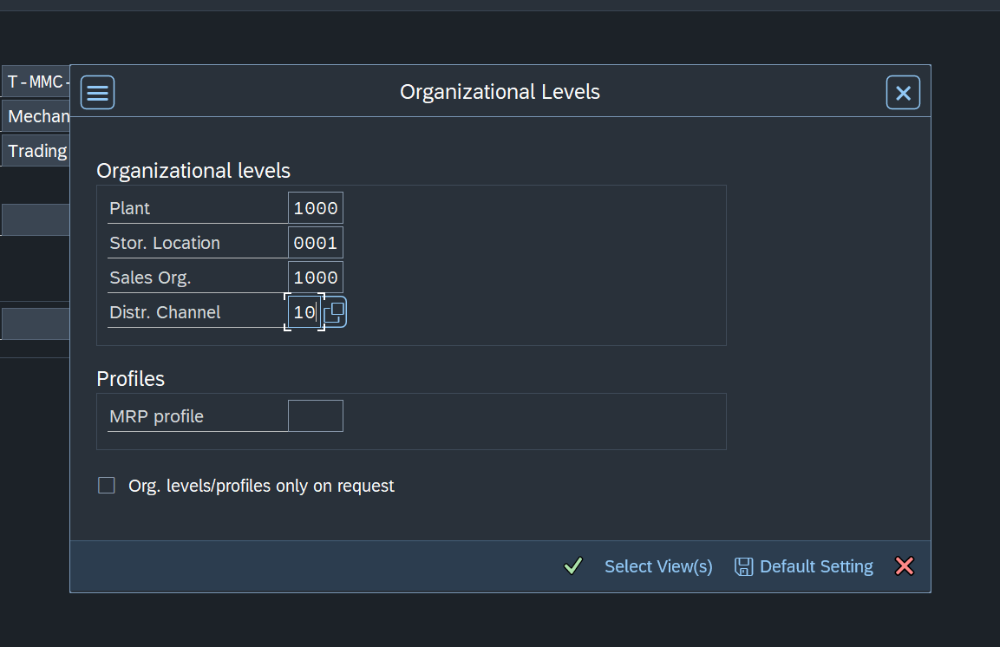 Organizational Levels
T-MMC-
Mechan
Trading
Organizational levels
Plant 1000
Stor. Location 0001
Sales Org. 1000
Distr. Channel 10
Profiles
MRP profile
Org. levels/profiles only on request
Select View(s) Default Setting